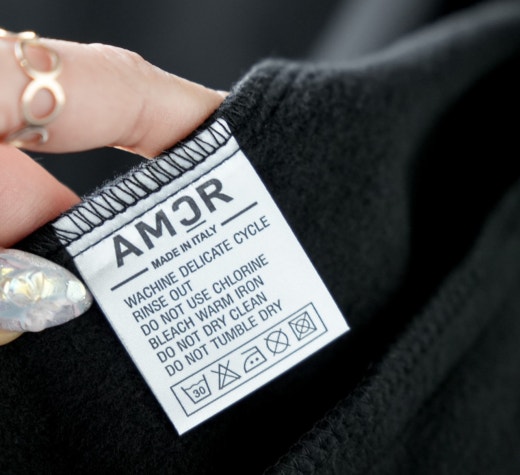 AMOR
MADE IN ITALY
WACHINE DELICATE CYCLE
RINSE OUT
DO NOT USE CHLORINE
BLEACH WARM IRON
DO NOT DRY CLEAN
DO NOT TUMBLE DRY
30